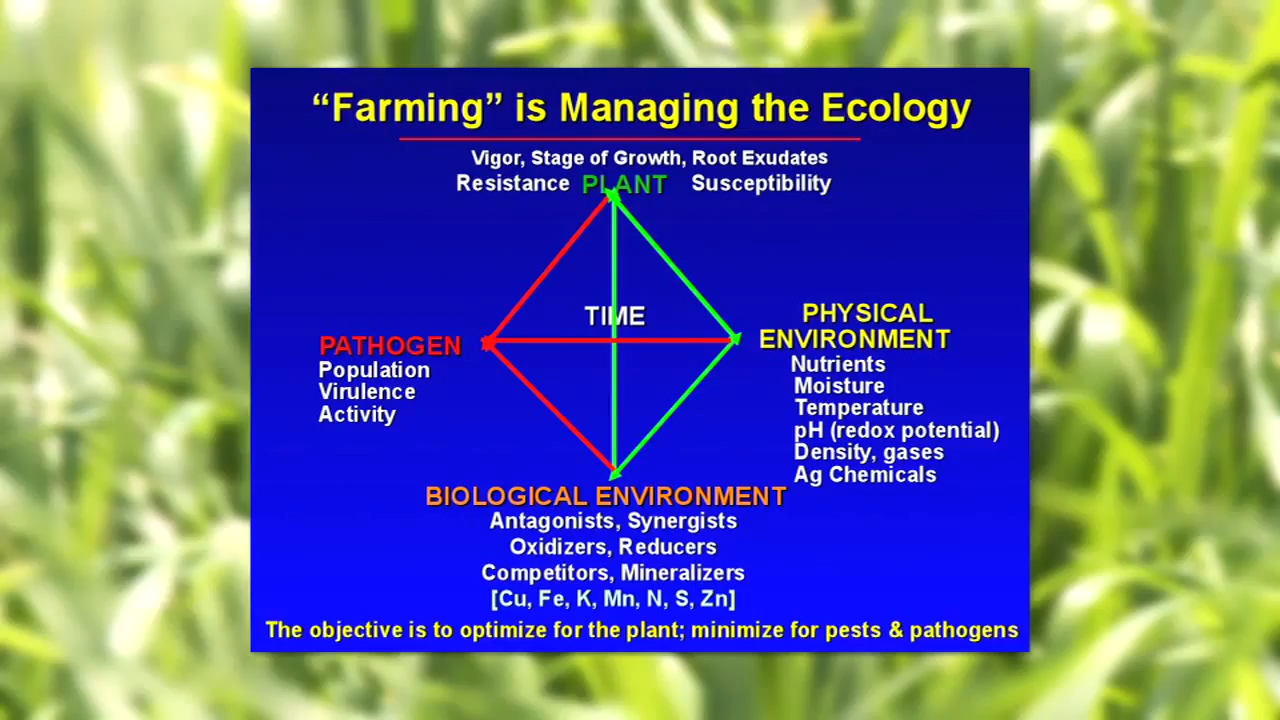 “Farming” is Managing the Ecology
Vigor, Stage of Growth, Root Exudates
Resistance PLANT Susceptibility
TIME
PATHOGEN
Population
Virulence
Activity
PHYSICAL
ENVIRONMENT
Nutrients
Moisture
Temperature
pH (redox potential)
Density, gases
Ag Chemicals
BIOLOGICAL ENVIRONMENT
Antagonists, Synergists
Oxidizers, Reducers
Competitors, Mineralizers
[Cu, Fe, K, Mn, N, S, Zn]
The objective is to optimize for the plant; minimize for pests & pathogens